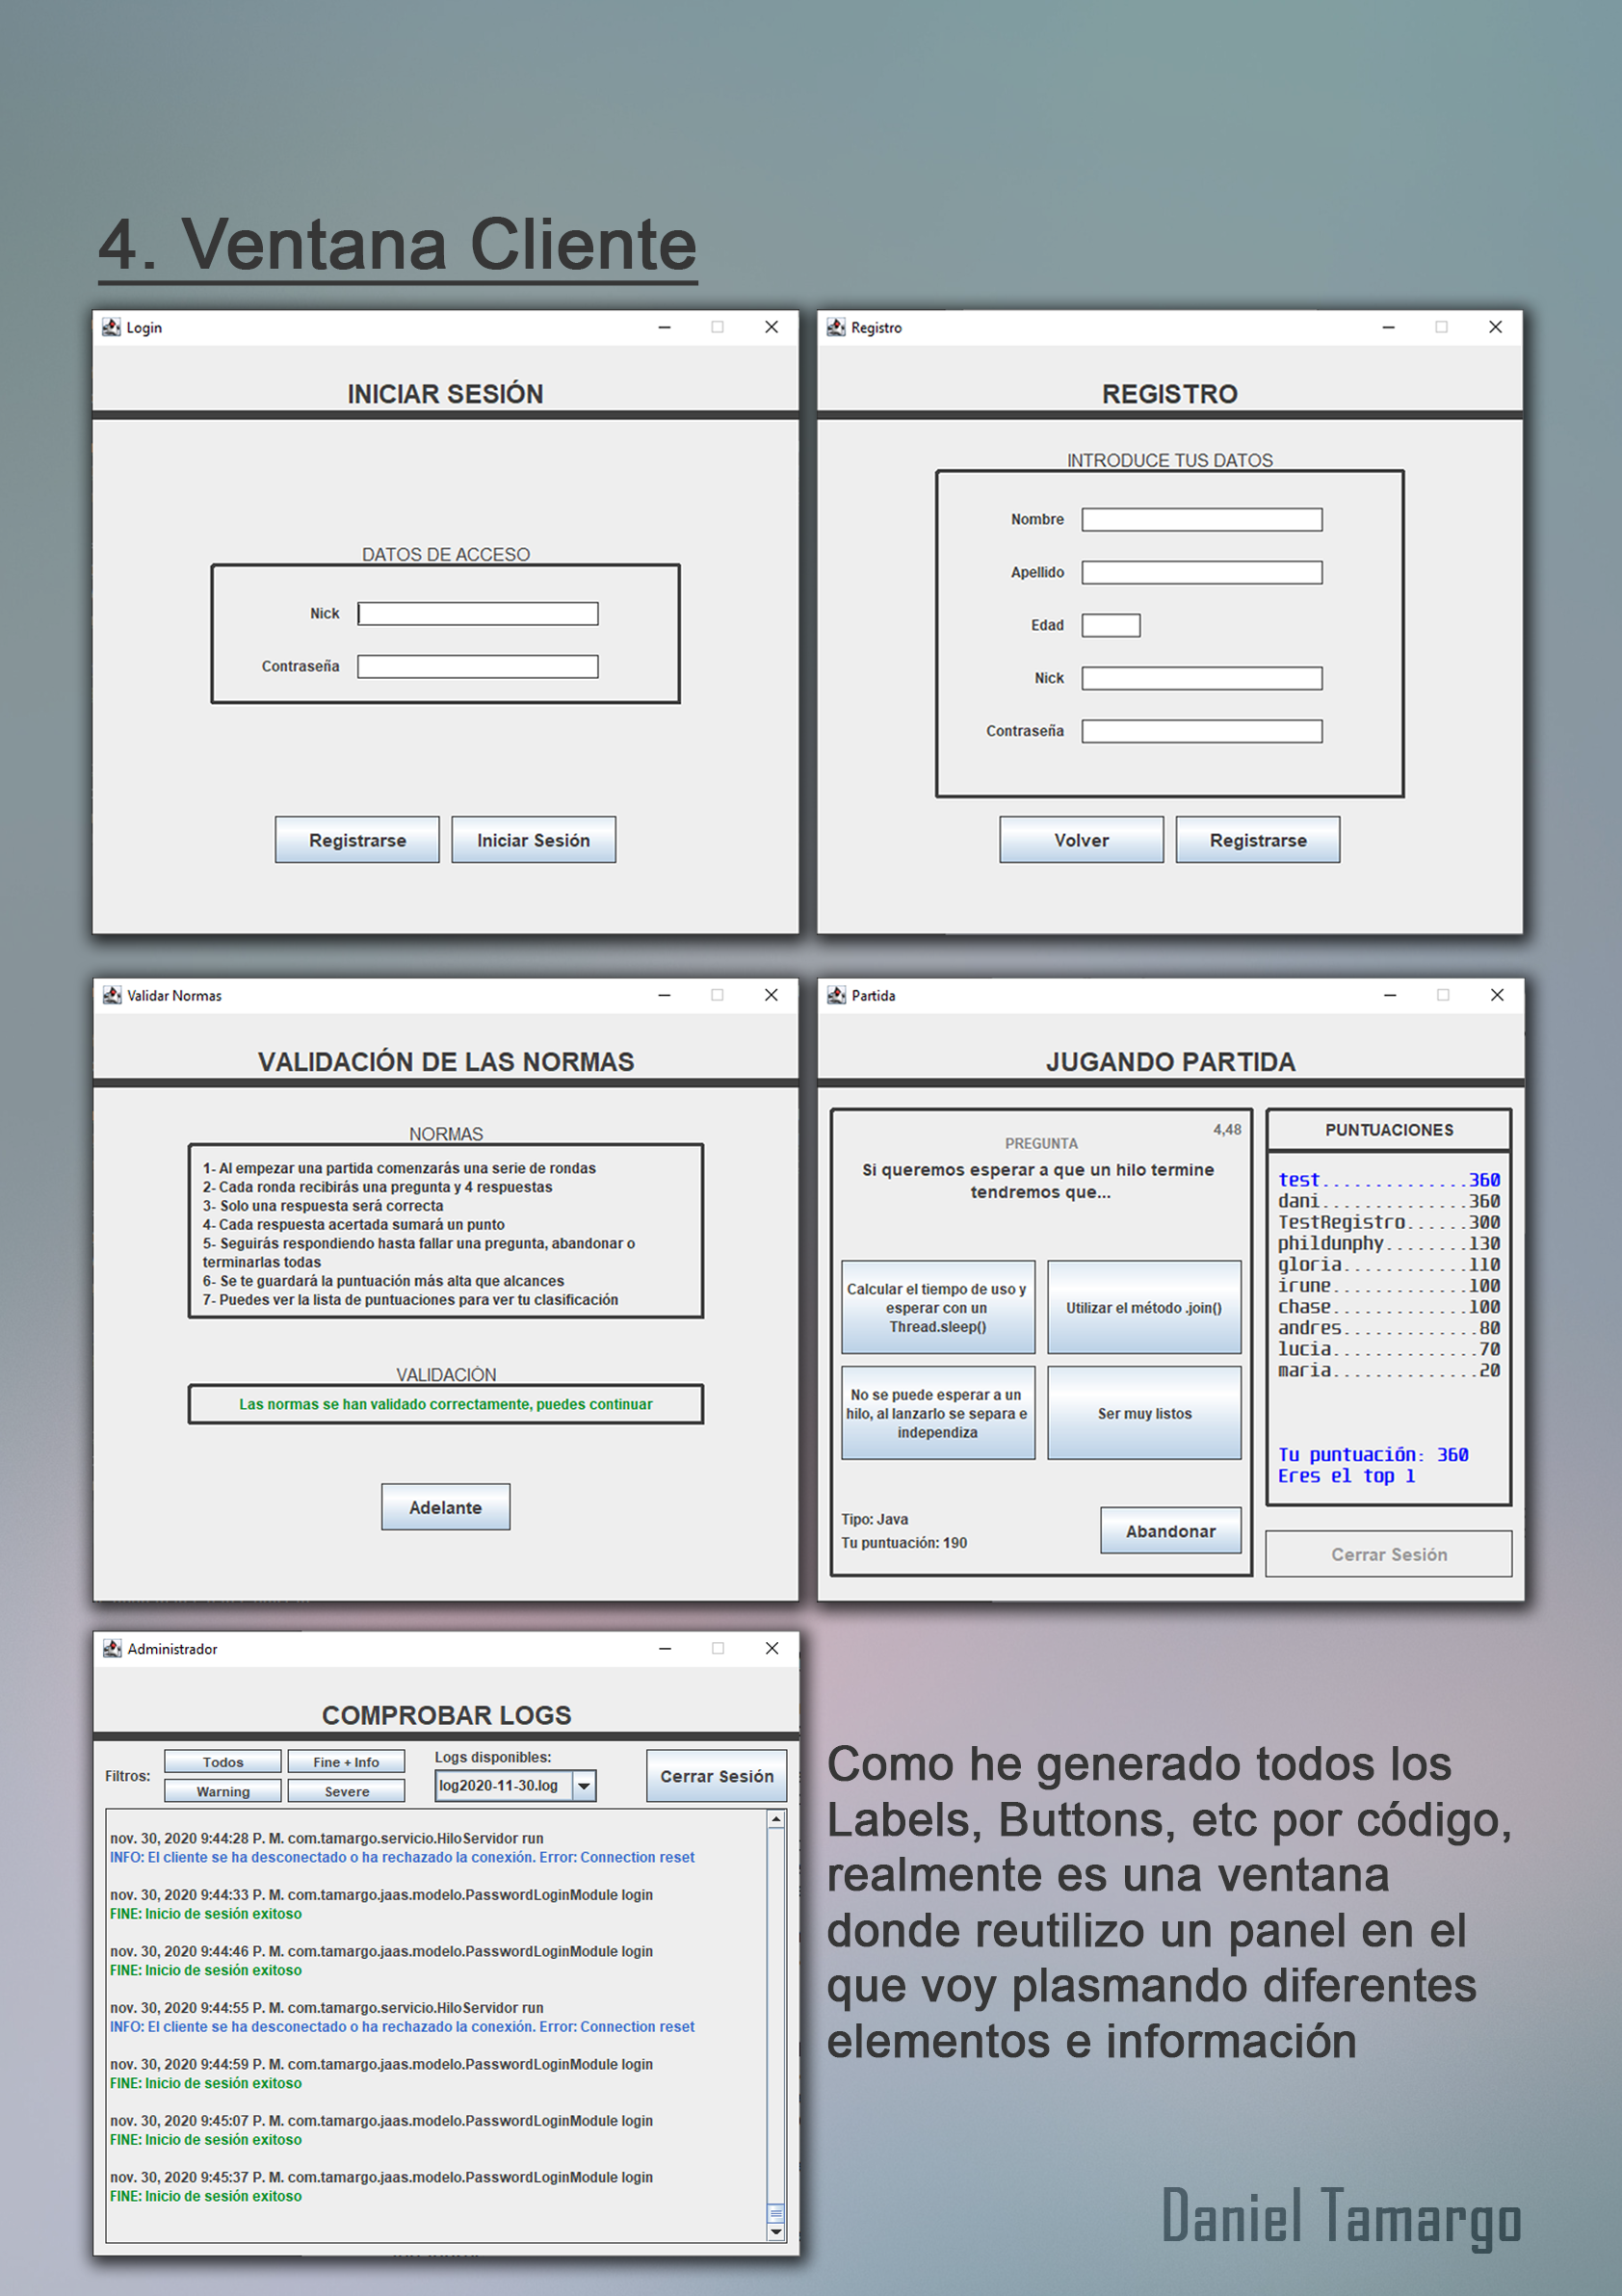 4. Ventana Cliente
Login
INICIAR SESIÓN
DATOS DE ACCESO
Nick
Contraseña
Registrarse
Iniciar Sesión
Registro
REGISTRO
INTRODUCE TUS DATOS
Nombre
Apellido
Edad
Nick
Contraseña
Volver
Registrarse
Validar Normas
VALIDACIÓN DE LAS NORMAS
NORMAS
1- Al empezar una partida comenzarás una serie de rondas
2- Cada ronda recibirás una pregunta y 4 respuestas
3- Solo una respuesta será correcta
4- Cada respuesta acertada sumará un punto
5- Seguirás respondiendo hasta fallar una pregunta, abandonar o
terminarlas todas
6- Se te guardará la puntuación más alta que alcances
7- Puedes ver la lista de puntuaciones para ver tu clasificación
VALIDACIÓN
Las normas se han validado correctamente, puedes continuar
Adelante
Partida
JUGANDO PARTIDA
4,48
PREGUNTA
Si queremos esperar a que un hilo termine
tendremos que...
Calcular el tiempo de uso y
esperar con un
Thread.sleep()
Utilizar el método .join()
No se puede esperar a un
hilo, al lanzarlo se separa e
independiza
Ser muy listos
Tipo: Java
Tu puntuación: 190
Abandonar
PUNTUACIONES
test..............360
dani..............360
TestRegistro......300
phildunphy........130
gloria............110
irune.............100
chase.............100
andres.............80
lucia..............70
maria..............20
Tu puntuación: 360
Eres el top 1
Cerrar Sesión
Administrador
COMPROBAR LOGS
Filtros:
Todos
Fine + Info
Warning
Severe
Logs disponibles:
log2020-11-30.log
Cerrar Sesión
nov. 30, 2020 9:44:28 P. M. com.tamargo.servicio.HiloServidor run
INFO: El cliente se ha desconectado o ha rechazado la conexión. Error: Connection reset
nov. 30, 2020 9:44:33 P. M. com.tamargo.jaas.modelo.PasswordLoginModule login
FINE: Inicio de sesión exitoso
nov. 30, 2020 9:44:46 P. M. com.tamargo.jaas.modelo.PasswordLoginModule login
FINE: Inicio de sesión exitoso
nov. 30, 2020 9:44:55 P. M. com.tamargo.servicio.HiloServidor run
INFO: El cliente se ha desconectado o ha rechazado la conexión. Error: Connection reset
nov. 30, 2020 9:44:59 P. M. com.tamargo.jaas.modelo.PasswordLoginModule login
FINE: Inicio de sesión exitoso
nov. 30, 2020 9:45:07 P. M. com.tamargo.jaas.modelo.PasswordLoginModule login
FINE: Inicio de sesión exitoso
nov. 30, 2020 9:45:37 P. M. com.tamargo.jaas.modelo.PasswordLoginModule login
FINE: Inicio de sesión exitoso
Como he generado todos los
Labels, Buttons, etc por código,
realmente es una ventana
donde reutilizo un panel en el
que voy plasmando diferentes
elementos e información
Daniel Tamargo